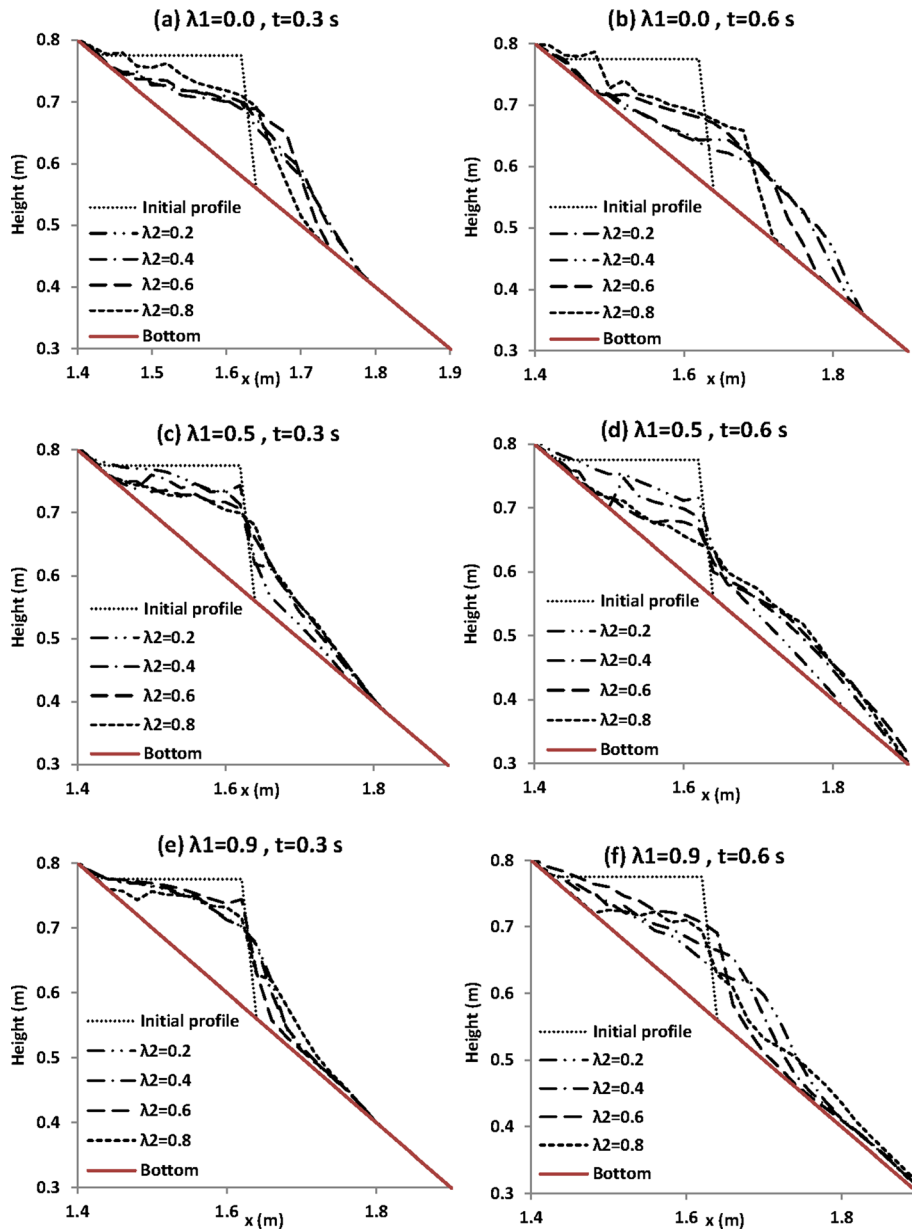 (a) λ1=0.0 , t=0.3 s
0.8
0.7
0.6
0.5
0.4
0.3
Height (m)
Initial profile
λ2=0.2
λ2=0.4
λ2=0.6
λ2=0.8
Bottom
1.4 1.5 1.6 1.7 1.8 1.9
x (m)
(b) λ1=0.0, t=0.6 s
0.8
0.7
0.6
0.5
0.4
0.3
Height (m)
Initial profile
λ2=0.2
λ2=0.4
λ2=0.6
λ2=0.8
Bottom
1.4 1.6 1.8
x (m)
(c) λ1=0.5 , t=0.3 s
0.8
0.7
0.6
0.5
0.4
0.3
Height (m)
Initial profile
λ2=0.2
λ2=0.4
λ2=0.6
λ2=0.8
Bottom
1.4 1.6 1.8
x (m)
(d) λ1=0.5 , t=0.6 s
0.8
0.7
0.6
0.5
0.4
0.3
Height (m)
Initial profile
λ2=0.2
λ2=0.4
λ2=0.6
λ2=0.8
Bottom
1.4 1.6 1.8
x (m)
(e) λ1=0.9 , t=0.3 s
0.8
0.7
0.6
0.5
0.4
0.3
Height (m)
Initial profile
λ2=0.2
λ2=0.4
λ2=0.6
λ2=0.8
Bottom
1.4 1.6 1.8
x (m)
(f) λ1=0.9 , t=0.6 s
0.8
0.7
0.6
0.5
0.4
0.3
Height (m)
Initial profile
λ2=0.2
λ2=0.4
λ2=0.6
λ2=0.8
Bottom
1.4 1.6 1.8
x (m)